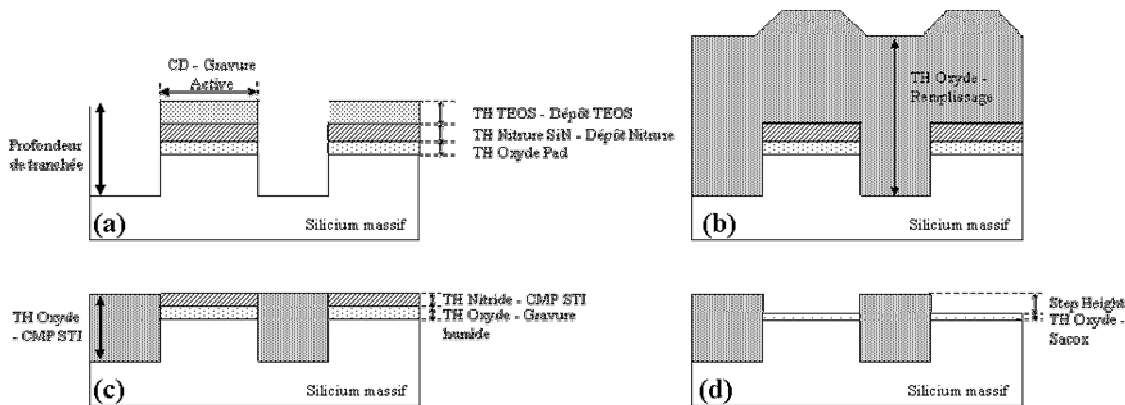 CD - Gravure
Active
Profondeur
de tranchée
TH TEOS - Dépôt TEOS
TH Nitrure SiN - Dépôt Nitrure
TH Oxyde Pad
(a)
Silicium massif
TH Oxyde -
Remplissage
(b)
Silicium massif
TH Oxyde
- CMP STI
TH Nitride - CMP STI
TH Oxyde - Gravure
humide
(c)
Silicium massif
Step Height
TH Oxyde -
Sacox
(d)
Silicium massif